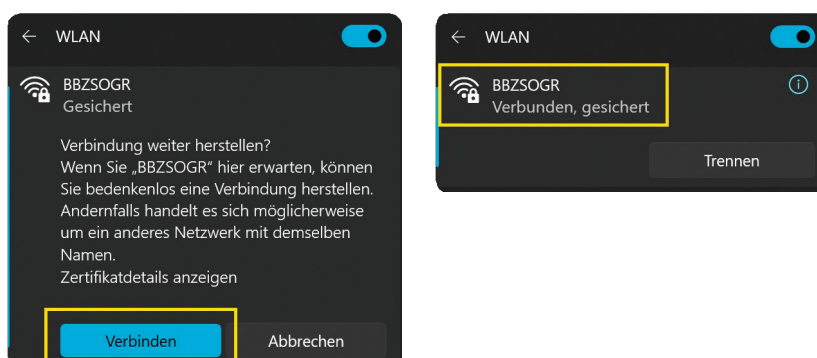 WLAN
BBZSOGR
Gesichert
Verbindung weiter herstellen?
Wenn Sie „BBZSOGR“ hier erwarten, können
Sie bedenkenlos eine Verbindung herstellen.
Andernfalls handelt es sich möglicherweise
um ein anderes Netzwerk mit demselben
Namen.
Zertifikatdetails anzeigen
Verbinden
Abbrechen
WLAN
BBZSOGR
Verbunden, gesichert
Trennen